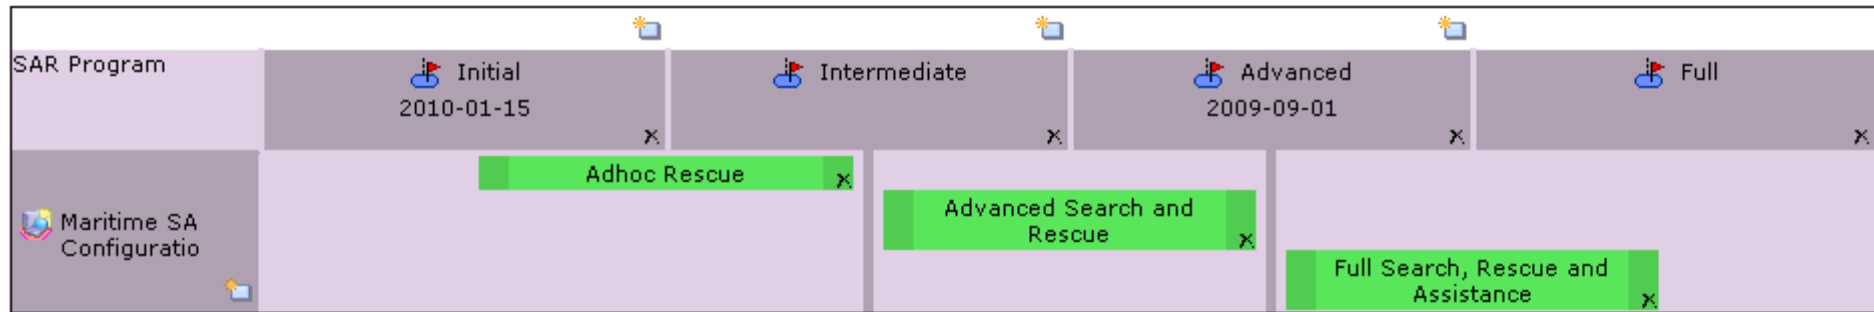 SAR Program
Initial
2010-01-15
Intermediate
Advanced
2009-09-01
Full
Maritime SA
Configuratio
Adhoc Rescue
Advanced Search and
Rescue
Full Search, Rescue and
Assistance